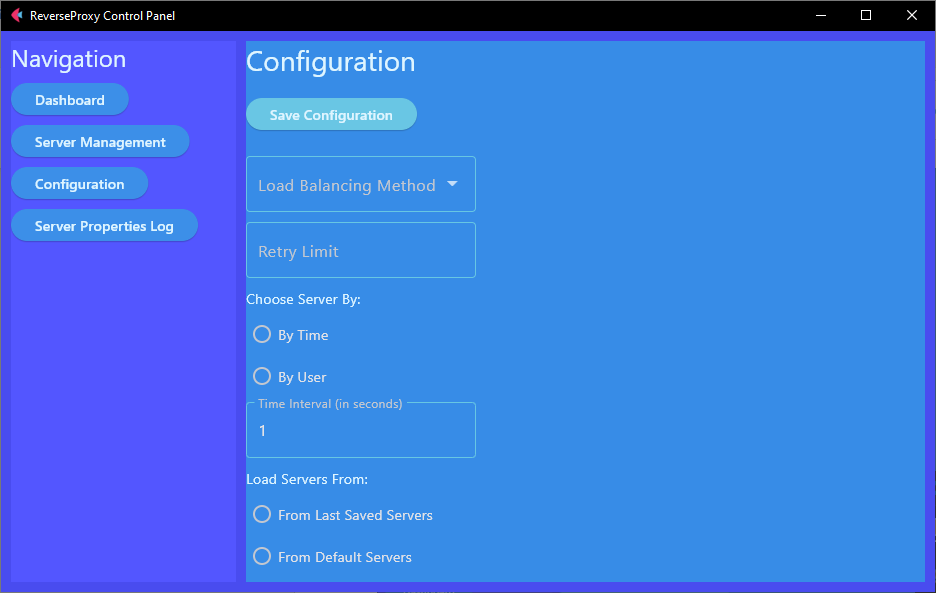 ReverseProxy Control Panel
Navigation
Dashboard
Server Management
Configuration
Server Properties Log
Configuration
Save Configuration
Load Balancing Method
Retry Limit
Choose Server By:
By Time
By User
Time Interval (in seconds)
1
Load Servers From:
From Last Saved Servers
From Default Servers